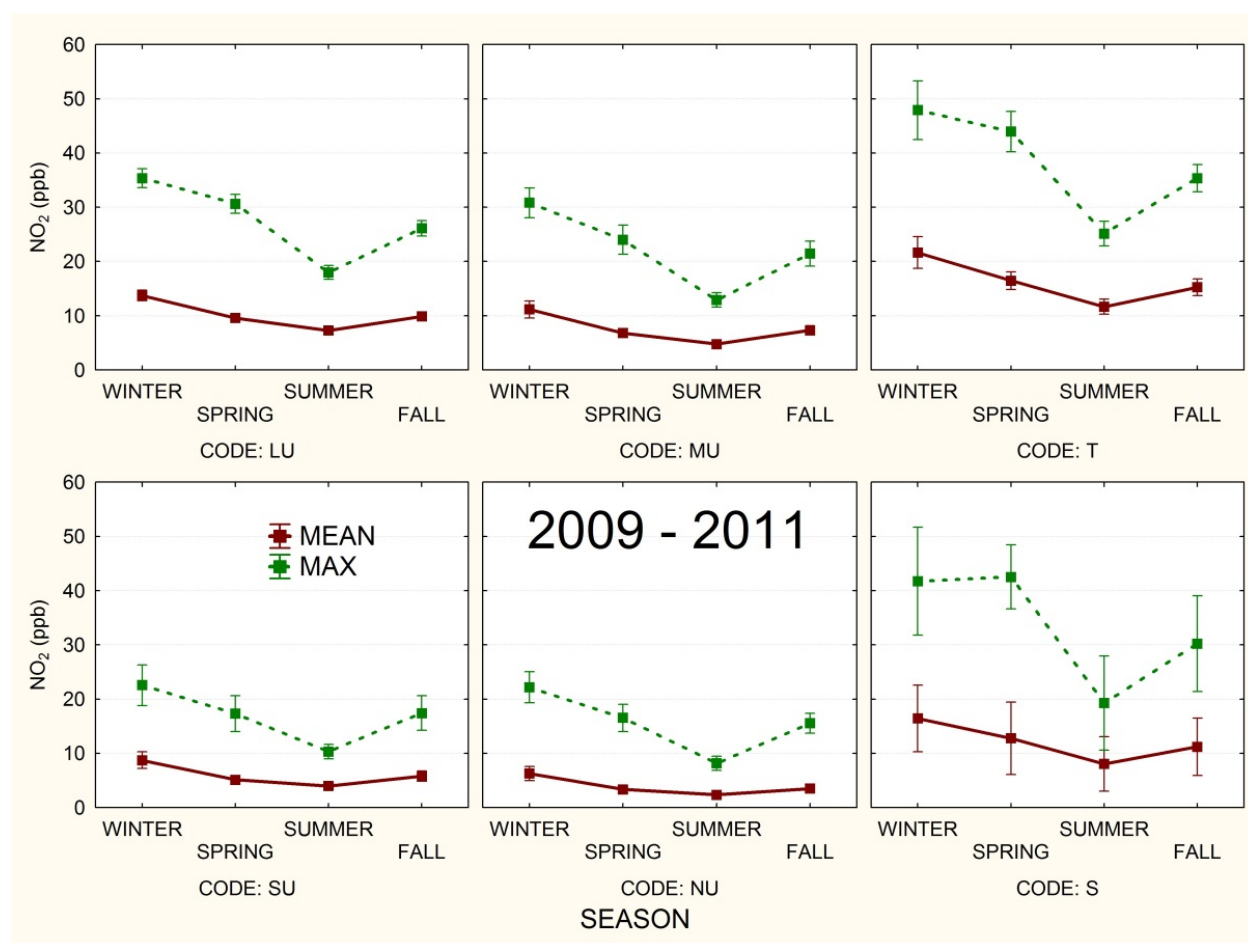 60
50
40
30
20
10
0
NO₂ (ppb)
WINTER SUMMER WINTER SUMMER WINTER SUMMER
SPRING FALL SPRING FALL SPRING FALL
CODE: LU CODE: MU CODE: T
60
50
40
30
20
10
0
NO₂ (ppb)
MEAN
MAX
2009 - 2011
WINTER SUMMER WINTER SUMMER WINTER SUMMER
SPRING FALL SPRING FALL SPRING FALL
CODE: SU CODE: NU CODE: S
SEASON